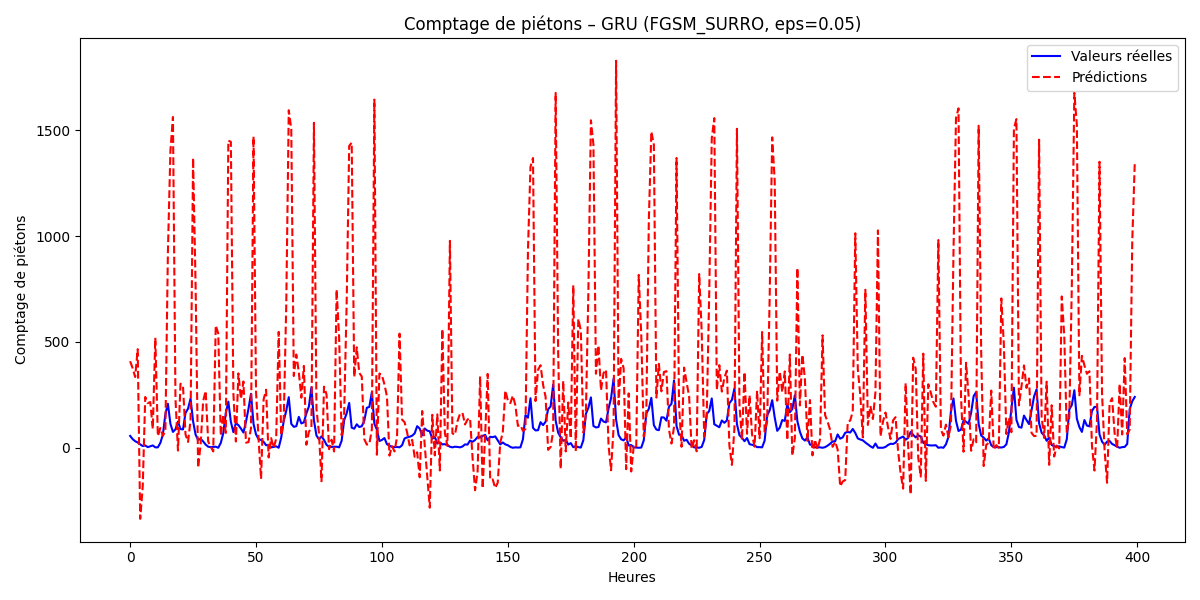 Comptage de piétons – GRU (FGSM_SURRO, eps=0.05)
Valeurs réelles
Prédictions
Comptage de piétons
1500
1000
500
0
0 50 100 150 200 250 300 350 400
Heures